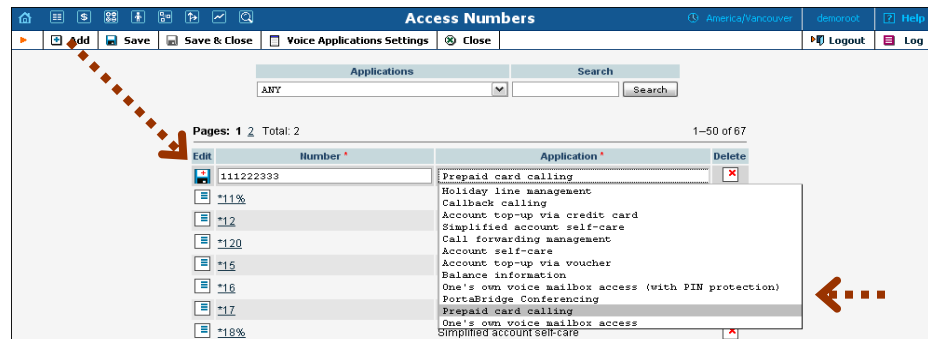 Access Numbers America/Vancouver demoroot ? Help
Add Save Save & Close Voice Applications Settings Close Logout Log
Applications Search
ANY Search
Pages: 1 2 Total: 2 1–50 of 67
Edit Number * Application * Delete
111222333 Prepaid card calling
Holiday line management
*11% Callback calling
Account top-up via credit card
*12 Simplified account self-care
Call forwarding management
*120 Account self-care
Account top-up via voucher
*15 Balance information
*16 One's own voice mailbox access (with PIN protection)
PortaBridge Conferencing
*17 Prepaid card calling
One's own voice mailbox access
*18% Simplified account self-care